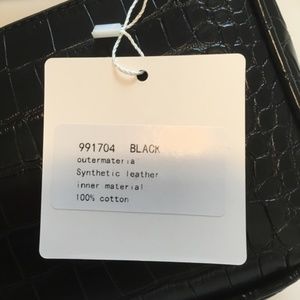 991704 BLACK
outermateria
Synthetic leather
inner material
100% cotton